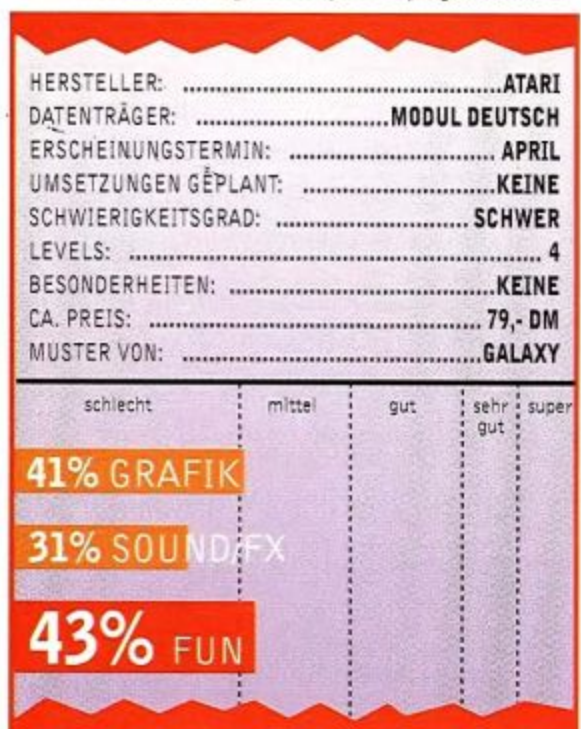 HERSTELLER: ATARI
DATENTRÄGER: MODUL DEUTSCH
ERSCHEINUNGSTERMIN: APRIL
UMSETZUNGEN GEPLANT: KEINE
SCHWIERIGKEITSGRAD: SCHWER
LEVELS: 4
BESONDERHEITEN: KEINE
CA. PREIS: 79,- DM
MUSTER VON: GALAXY
schlecht mittel gut sehr gut super
41% GRAFIK
31% SOUND/FX
43% FUN